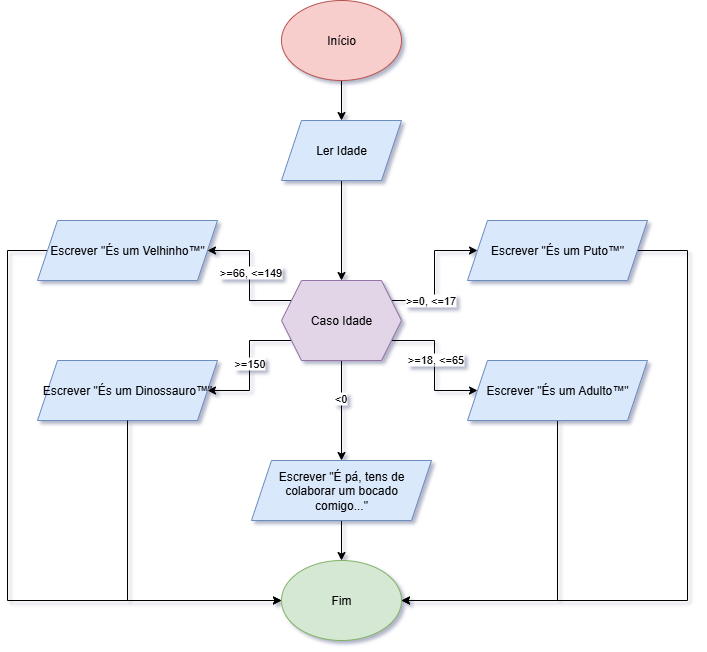 Início
Ler Idade
Escrever "És um Velhinho™"
Escrever "És um Puto™"
>=66, <=149
>=0, <=17
Caso Idade
>=150
>=18, <=65
Escrever "És um Dinossauro™"
Escrever "És um Adulto™"
<0
Escrever "É pá, tens de
colaborar um bocado
comigo..."
Fim